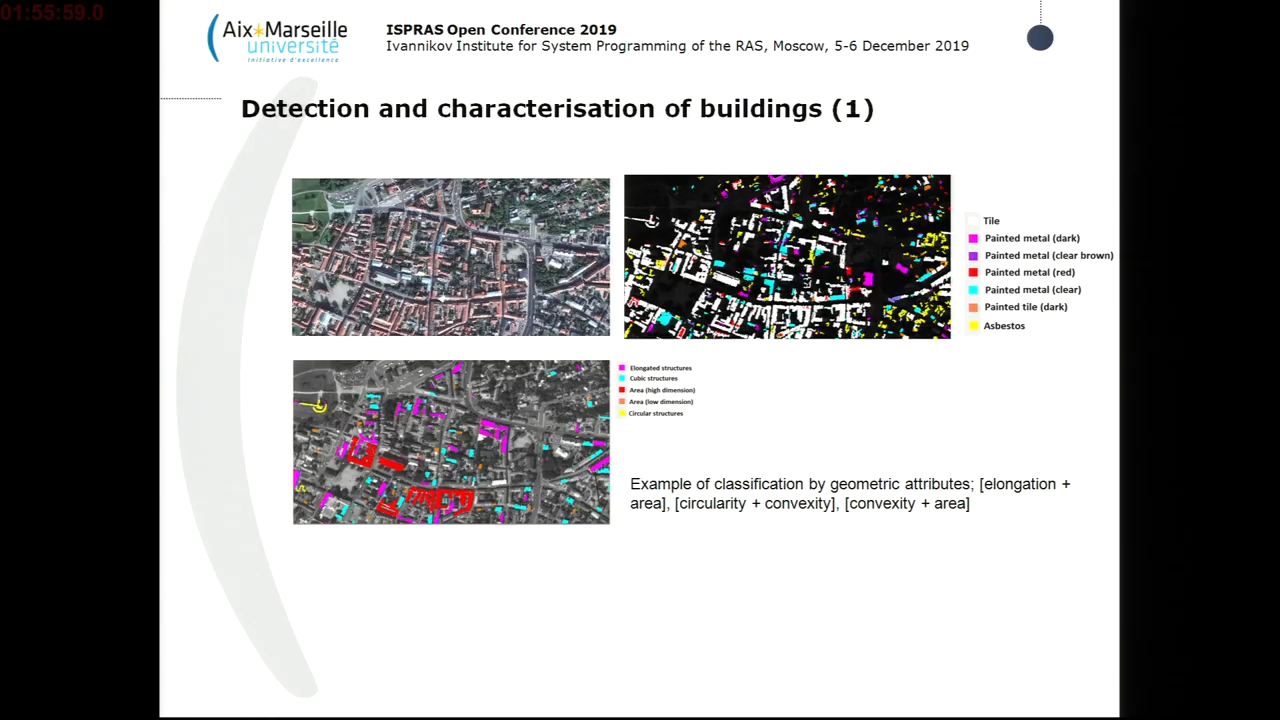 01:55:59.0
Aix*Marseille
université
Initiative d'excellence
ISPRAS Open Conference 2019
Ivannikov Institute for System Programming of the RAS, Moscow, 5-6 December 2019
Detection and characterisation of buildings (1)
Tile
Painted metal (dark)
Painted metal (clear brown)
Painted metal (red)
Painted metal (clear)
Painted tile (dark)
Asbestos
Elongated structures
Cubic structures
Area (high dimension)
Area (low dimension)
Circular structures
Example of classification by geometric attributes; [elongation +
area], [circularity + convexity], [convexity + area]